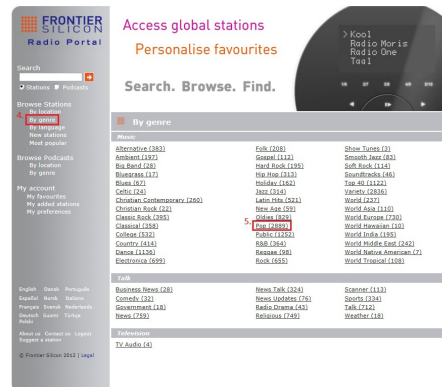 FRONTIER
SILICON
Radio Portal
Access global stations
Personalise favourites
Search. Browse. Find.
Kool
Radio Moris
Radio One
Taal
Search
Stations Podcasts
Browse Stations
By location
4. By genre
By language
New stations
Most popular
Browse Podcasts
By location
By genre
My account
My favourites
My added stations
My preferences
English Dansk Português
Español Norsk Italiano
Français Svensk Nederlands
Deutsch Suomi Türkçe
Polski
About us Contact us Logout
Suggest a station
© Frontier Silicon 2012 | Legal
By genre
Music
Alternative (383)
Ambient (197)
Big Band (28)
Bluegrass (17)
Blues (67)
Celtic (24)
Christian Contemporary (260)
Christian Rock (22)
Classic Rock (395)
Classical (358)
College (532)
Country (414)
Dance (1136)
Electronica (699)
Folk (208)
Gospel (112)
Hard Rock (195)
Hip Hop (313)
Holiday (162)
Jazz (314)
Latin Hits (521)
New Age (59)
Oldies (829)
5. Pop (2889)
Public (1252)
R&B (364)
Reggae (98)
Rock (655)
Show Tunes (3)
Smooth Jazz (83)
Soft Rock (114)
Soundtracks (46)
Top 40 (1122)
Variety (2836)
World (237)
World Asia (110)
World Europe (730)
World Hawaiian (10)
World India (195)
World Middle East (242)
World Native American (7)
World Tropical (108)
Talk
Business News (28)
Comedy (32)
Government (18)
News (759)
News Talk (324)
News Updates (76)
Radio Drama (43)
Religious (749)
Scanner (113)
Sports (334)
Talk (712)
Weather (18)
Television
TV Audio (4)